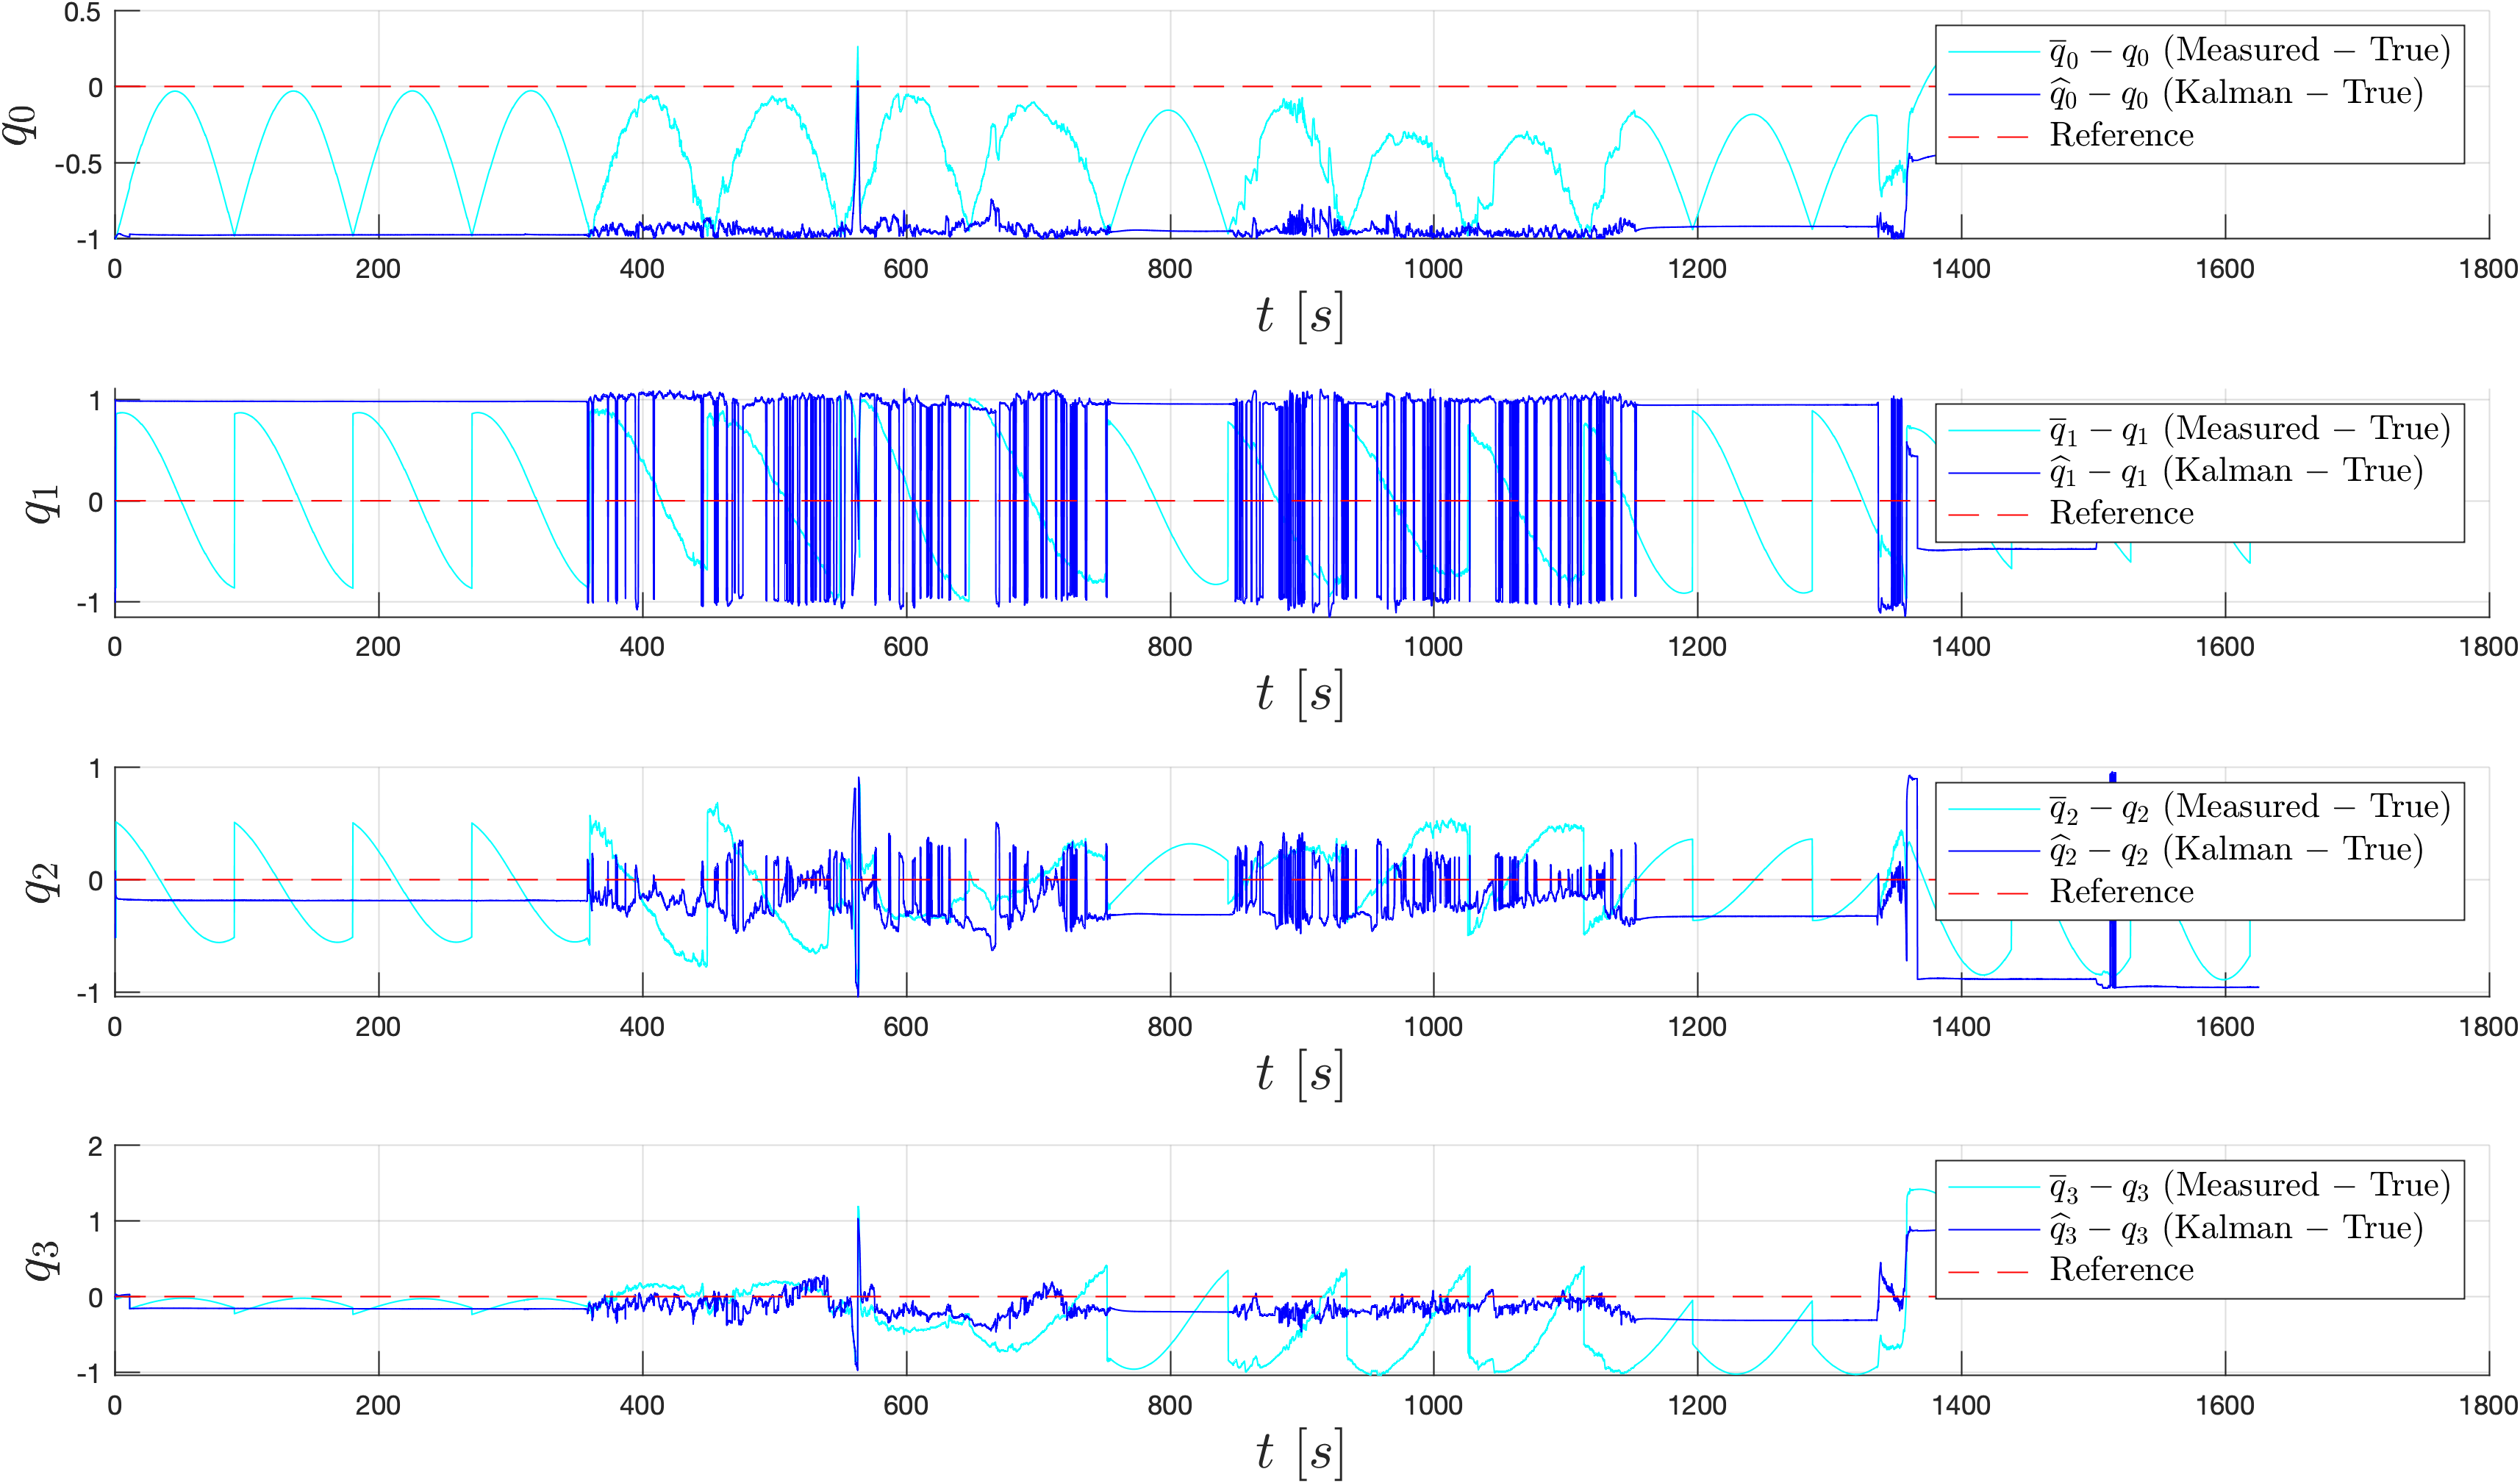 0.5
0
-0.5
-1
q₀
q̅₀ − q₀ (Measured − True)
q̂₀ − q₀ (Kalman − True)
Reference
0 200 400 600 800 1000 1200 1400 1600 1800
t [s]
1
0
-1
q₁
q̅₁ − q₁ (Measured − True)
q̂₁ − q₁ (Kalman − True)
Reference
0 200 400 600 800 1000 1200 1400 1600 1800
t [s]
1
0
-1
q₂
q̅₂ − q₂ (Measured − True)
q̂₂ − q₂ (Kalman − True)
Reference
0 200 400 600 800 1000 1200 1400 1600 1800
t [s]
2
1
0
-1
q₃
q̅₃ − q₃ (Measured − True)
q̂₃ − q₃ (Kalman − True)
Reference
0 200 400 600 800 1000 1200 1400 1600 1800
t [s]